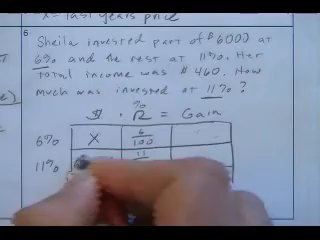 x = last years price
6
Sheila invested part of $6000 at
6% and the rest at 11%. Her
total income was $460. How
much was invested at 11%?
$ · % = Gain
6% X 6/100
11% 11